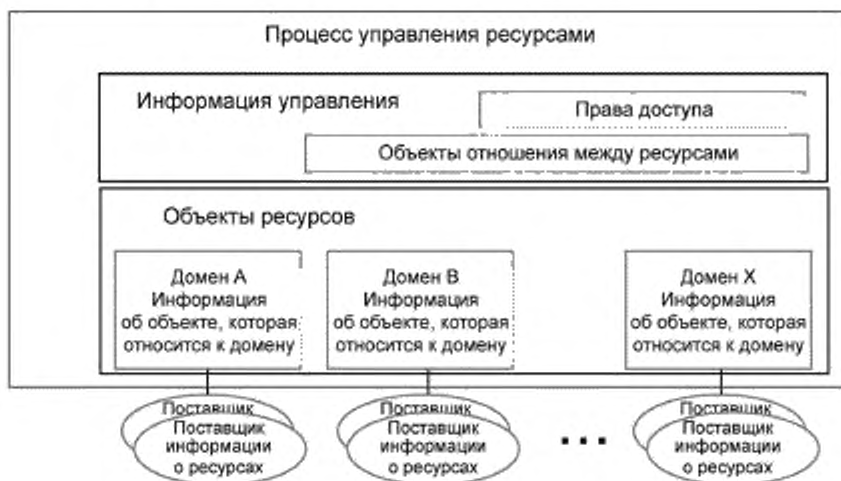 Процесс управления ресурсами
Информация управления
Права доступа
Объекты отношения между ресурсами
Объекты ресурсов
Домен A
Информация
об объекте, которая
относится к домену
Домен B
Информация
об объекте, которая
относится к домену
Домен X
Информация
об объекте, которая
относится к домену
Поставщик
Поставщик
информации
о ресурсах
Поставщик
Поставщик
информации
о ресурсах
...
Поставщик
Поставщик
информации
о ресурсах